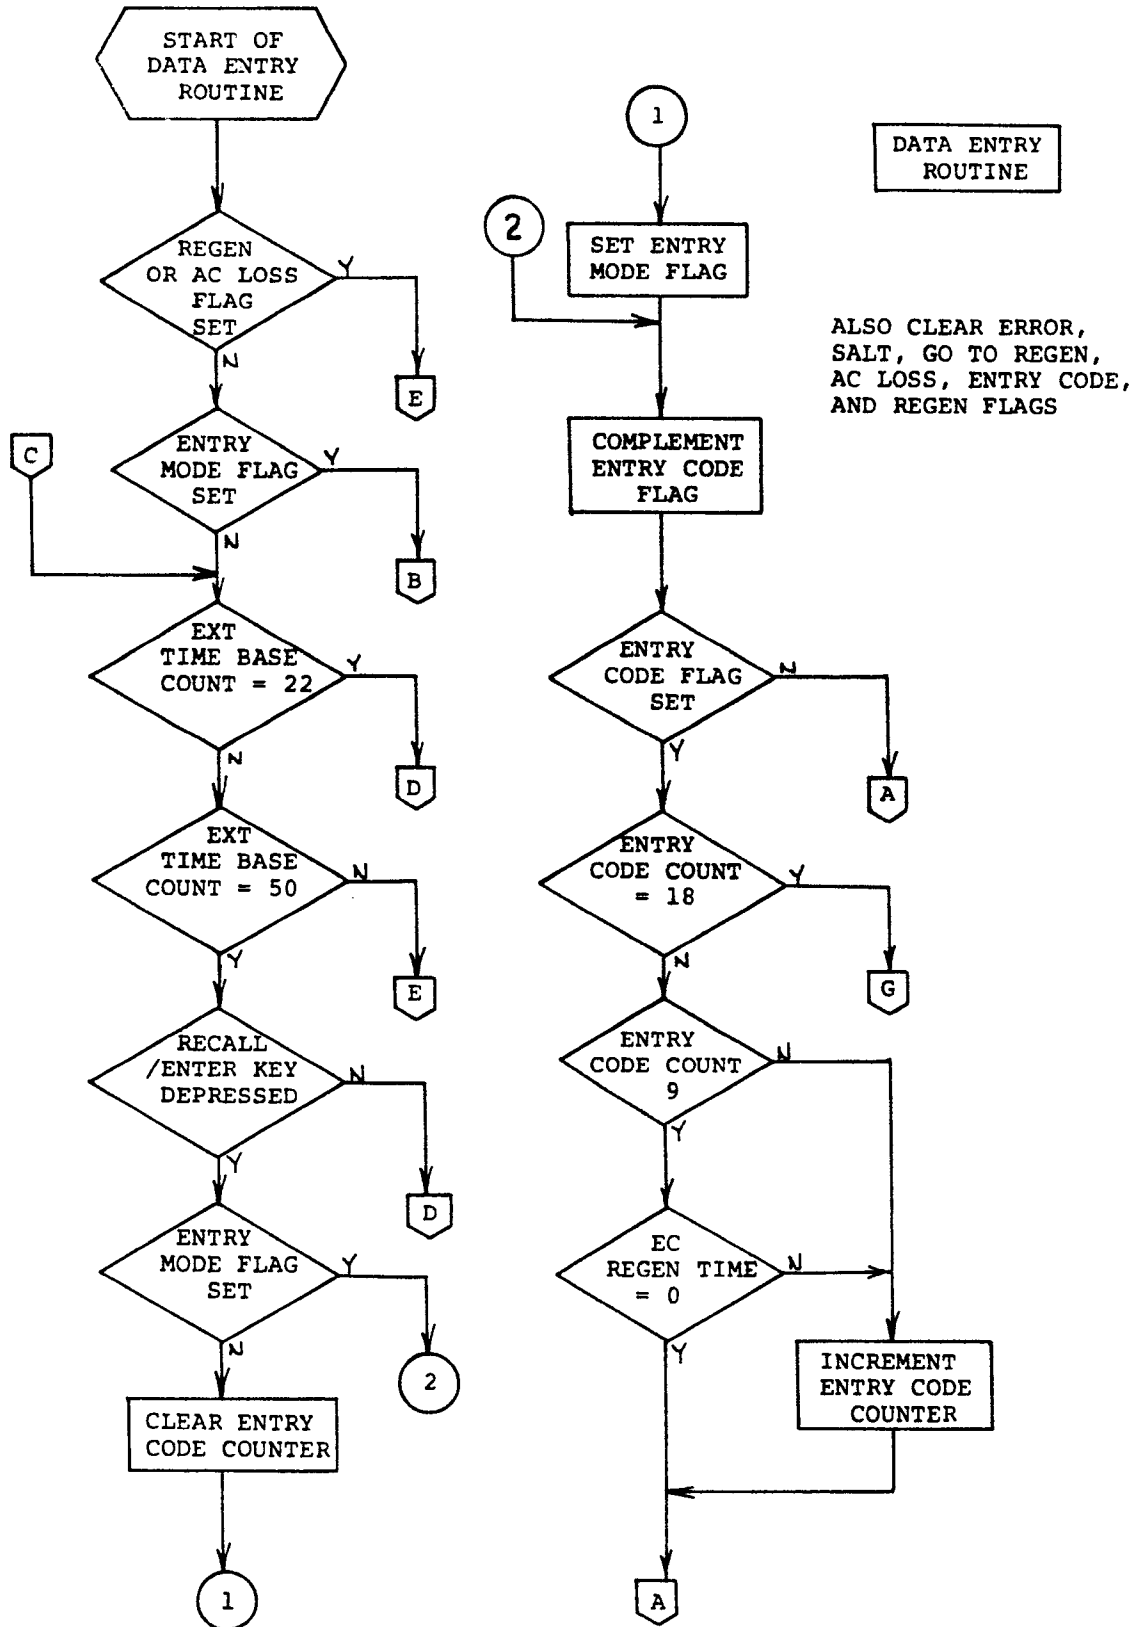 START OF
DATA ENTRY
ROUTINE
REGEN
OR AC LOSS
FLAG
SET
Y
N
E
C
ENTRY
MODE FLAG
SET
Y
N
B
EXT
TIME BASE
COUNT = 22
Y
N
D
EXT
TIME BASE
COUNT = 50
N
Y
E
RECALL
/ENTER KEY
DEPRESSED
N
Y
D
ENTRY
MODE FLAG
SET
Y
N
2
CLEAR ENTRY
CODE COUNTER
1
1
2
SET ENTRY
MODE FLAG
COMPLEMENT
ENTRY CODE
FLAG
ENTRY
CODE FLAG
SET
N
Y
A
ENTRY
CODE COUNT
= 18
Y
N
G
ENTRY
CODE COUNT
9
N
Y
EC
REGEN TIME
= 0
N
Y
INCREMENT
ENTRY CODE
COUNTER
A
DATA ENTRY
ROUTINE
ALSO CLEAR ERROR,
SALT, GO TO REGEN,
AC LOSS, ENTRY CODE,
AND REGEN FLAGS